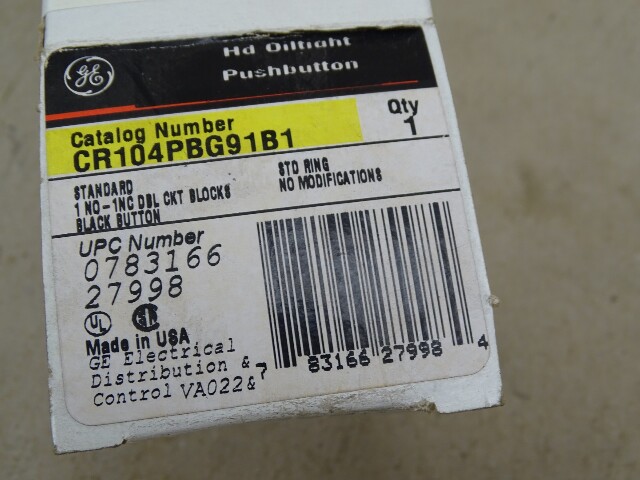 GE
Hd Oiltight
Pushbutton
Catalog Number
CR104PBG91B1
Qty
1
STANDARD
1 NO-1NC DBL CKT BLOCKS
BLACK BUTTON
STD RING
NO MODIFICATIONS
UPC Number
0783166
27998
UL
Made in USA
GE Electrical
Distribution &
Control VA022&
7 83166 27998 4